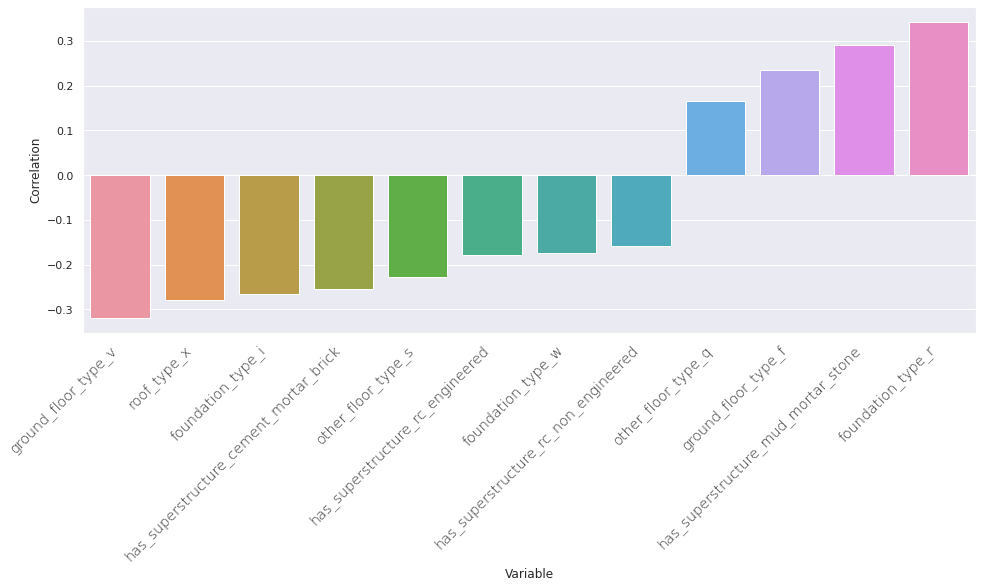 Correlation
0.3
0.2
0.1
0.0
−0.1
−0.2
−0.3
ground_floor_type_v
roof_type_x
foundation_type_i
has_superstructure_cement_mortar_brick
other_floor_type_s
has_superstructure_rc_engineered
foundation_type_w
has_superstructure_rc_non_engineered
other_floor_type_q
ground_floor_type_f
has_superstructure_mud_mortar_stone
foundation_type_r
Variable